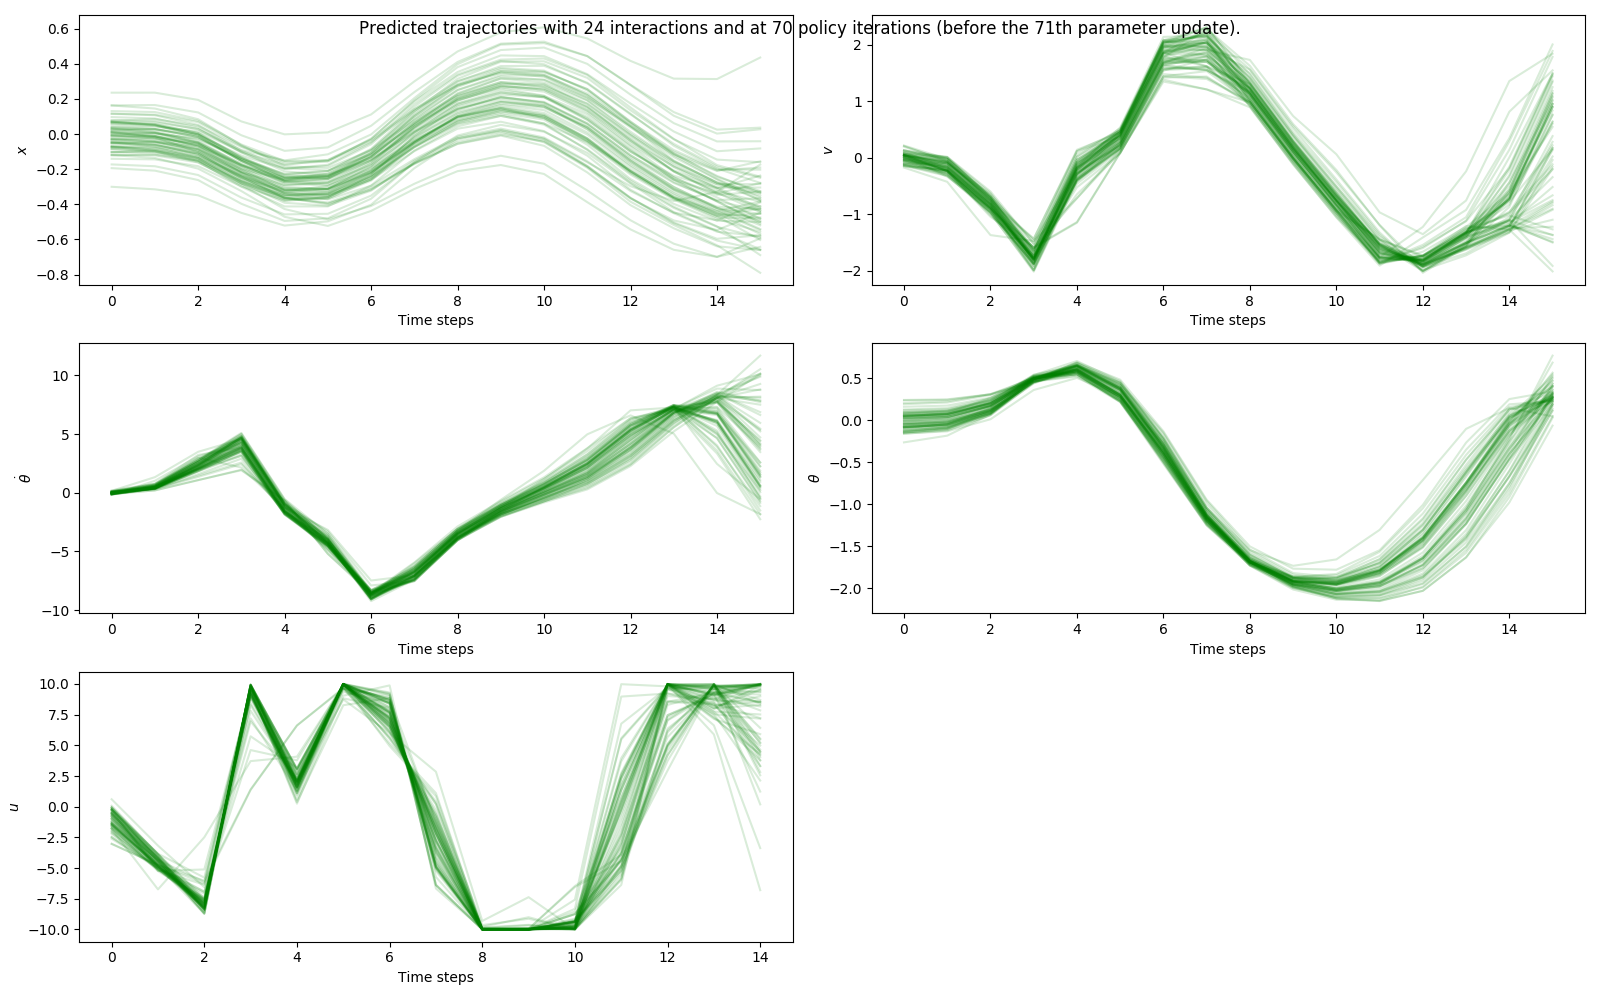 Predicted trajectories with 24 interactions and at 70 policy iterations (before the 71th parameter update).
0.6
0.4
0.2
0.0
−0.2
−0.4
−0.6
−0.8
x
0 2 4 6 8 10 12 14
Time steps
2
1
0
−1
−2
v
0 2 4 6 8 10 12 14
Time steps
10
5
0
−5
−10
θ̇
0 2 4 6 8 10 12 14
Time steps
0.5
0.0
−0.5
−1.0
−1.5
−2.0
θ
0 2 4 6 8 10 12 14
Time steps
10.0
7.5
5.0
2.5
0.0
−2.5
−5.0
−7.5
−10.0
u
0 2 4 6 8 10 12 14
Time steps